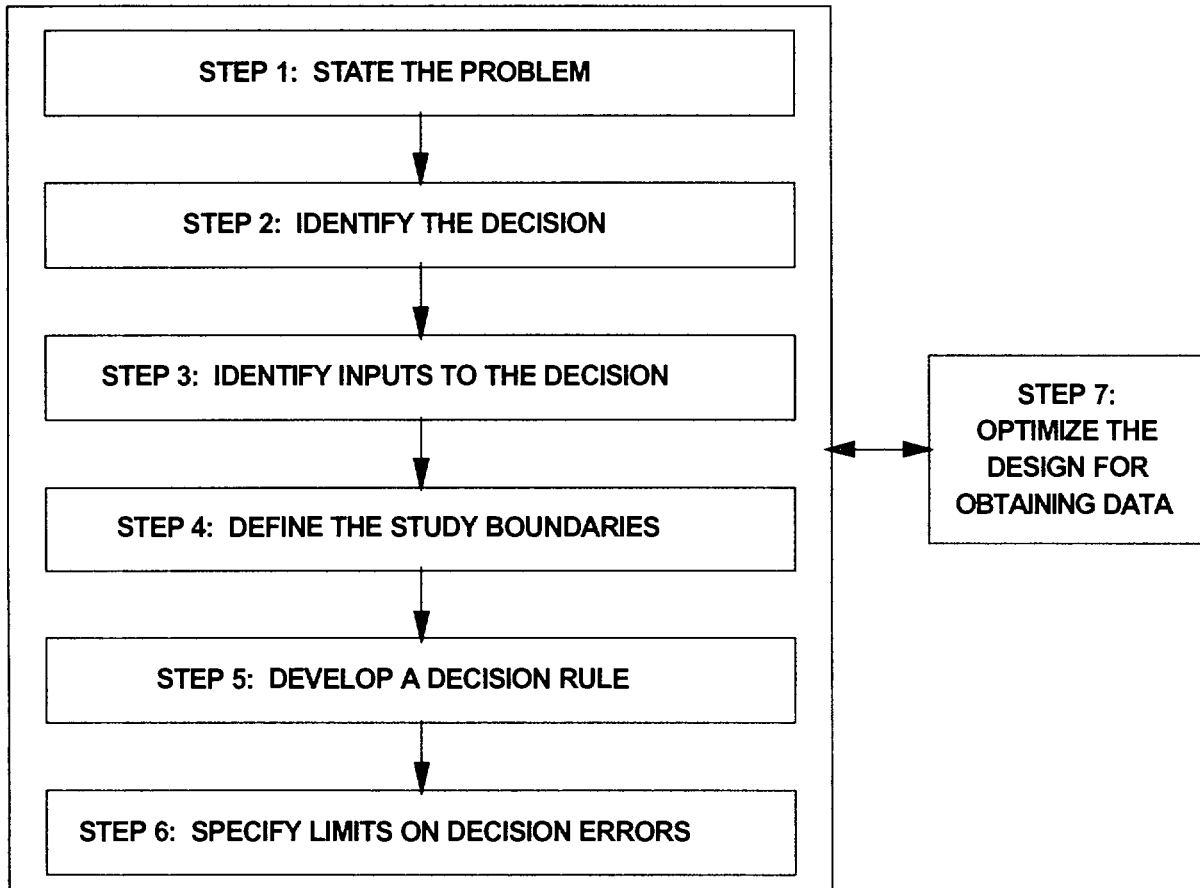 STEP 1: STATE THE PROBLEM
STEP 2: IDENTIFY THE DECISION
STEP 3: IDENTIFY INPUTS TO THE DECISION
STEP 4: DEFINE THE STUDY BOUNDARIES
STEP 5: DEVELOP A DECISION RULE
STEP 6: SPECIFY LIMITS ON DECISION ERRORS
STEP 7:
OPTIMIZE THE
DESIGN FOR
OBTAINING DATA